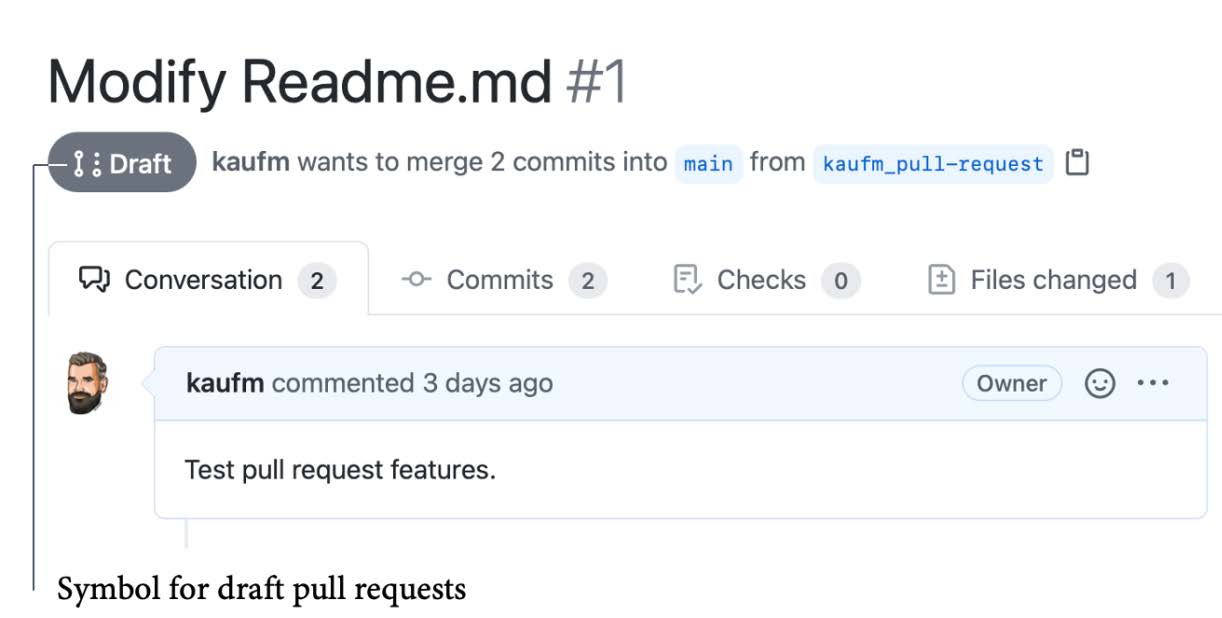 Modify Readme.md #1
Draft kaufm wants to merge 2 commits into main from kaufm_pull-request
Conversation 2 Commits 2 Checks 0 Files changed 1
kaufm commented 3 days ago Owner
Test pull request features.
Symbol for draft pull requests